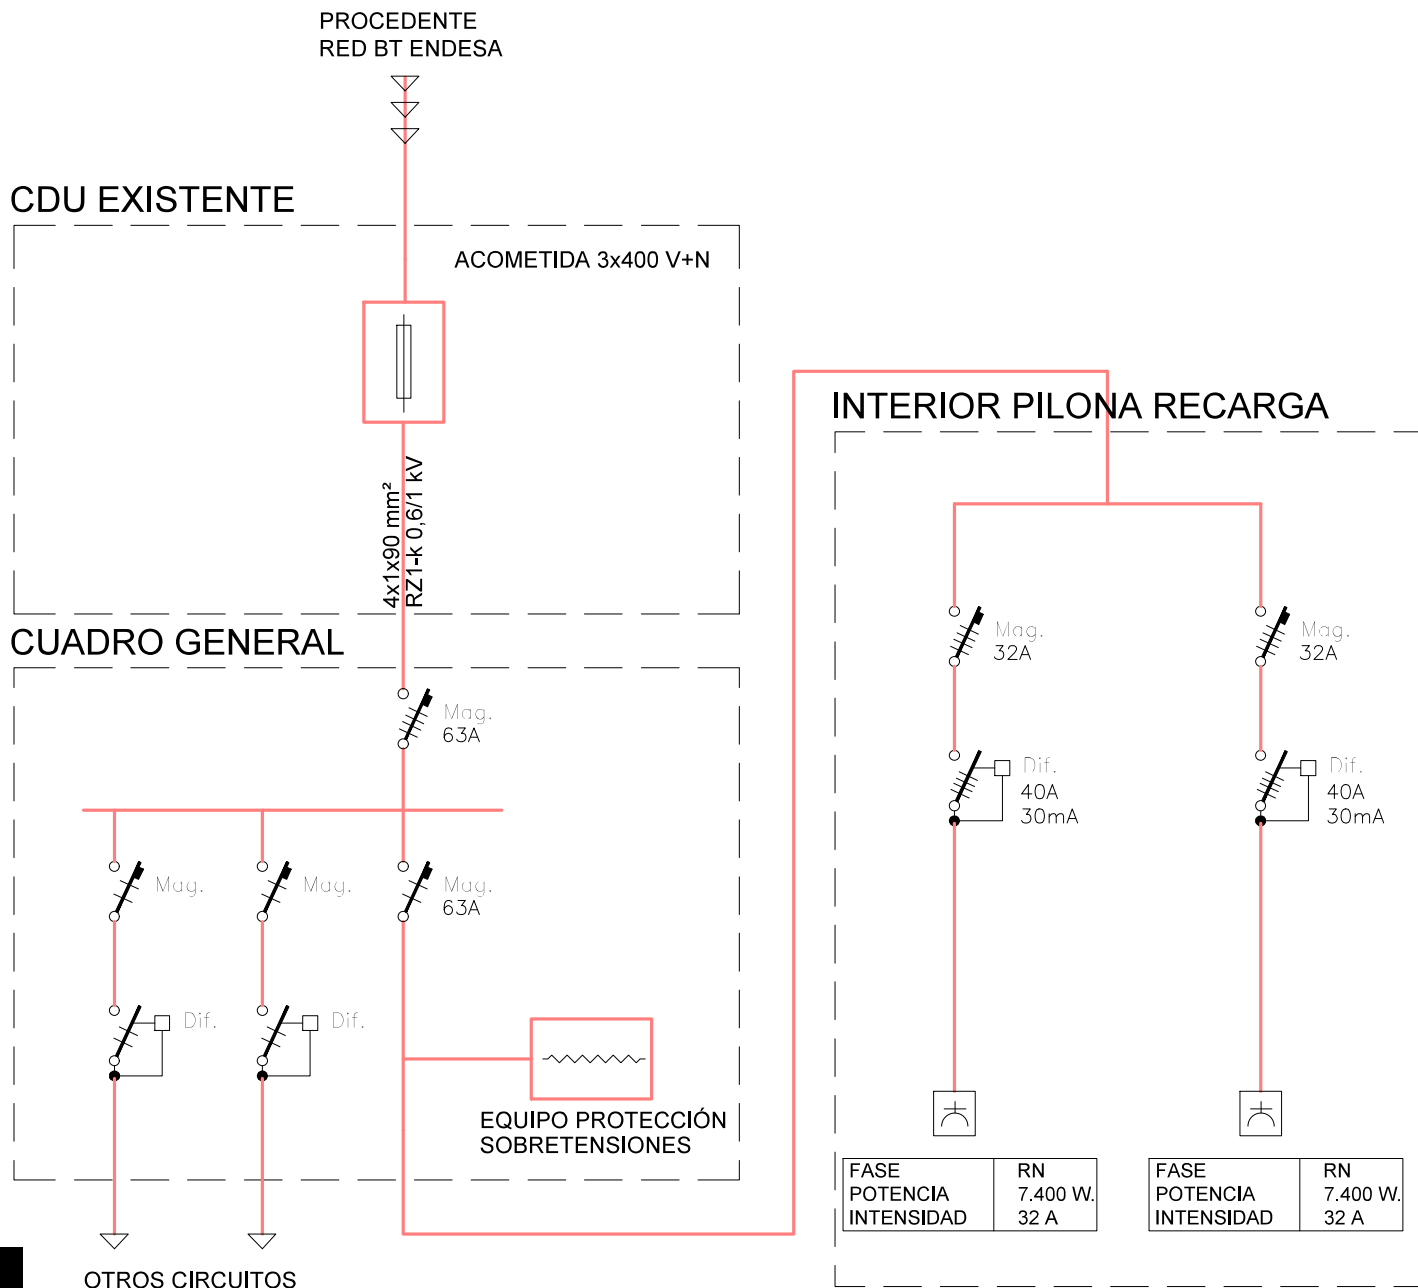 PROCEDENTE
RED BT ENDESA
CDU EXISTENTE
ACOMETIDA 3x400 V+N
4x1x90 mm²
RZ1-k 0,6/1 kV
INTERIOR PILONA RECARGA
Mag.
32A
Mag.
32A
Dif.
40A
30mA
Dif.
40A
30mA
FASE RN
POTENCIA 7.400 W.
INTENSIDAD 32 A
FASE RN
POTENCIA 7.400 W.
INTENSIDAD 32 A
CUADRO GENERAL
Mag.
63A
Mag.
Mag.
Mag.
63A
Dif.
Dif.
EQUIPO PROTECCIÓN
SOBRETENSIONES
OTROS CIRCUITOS